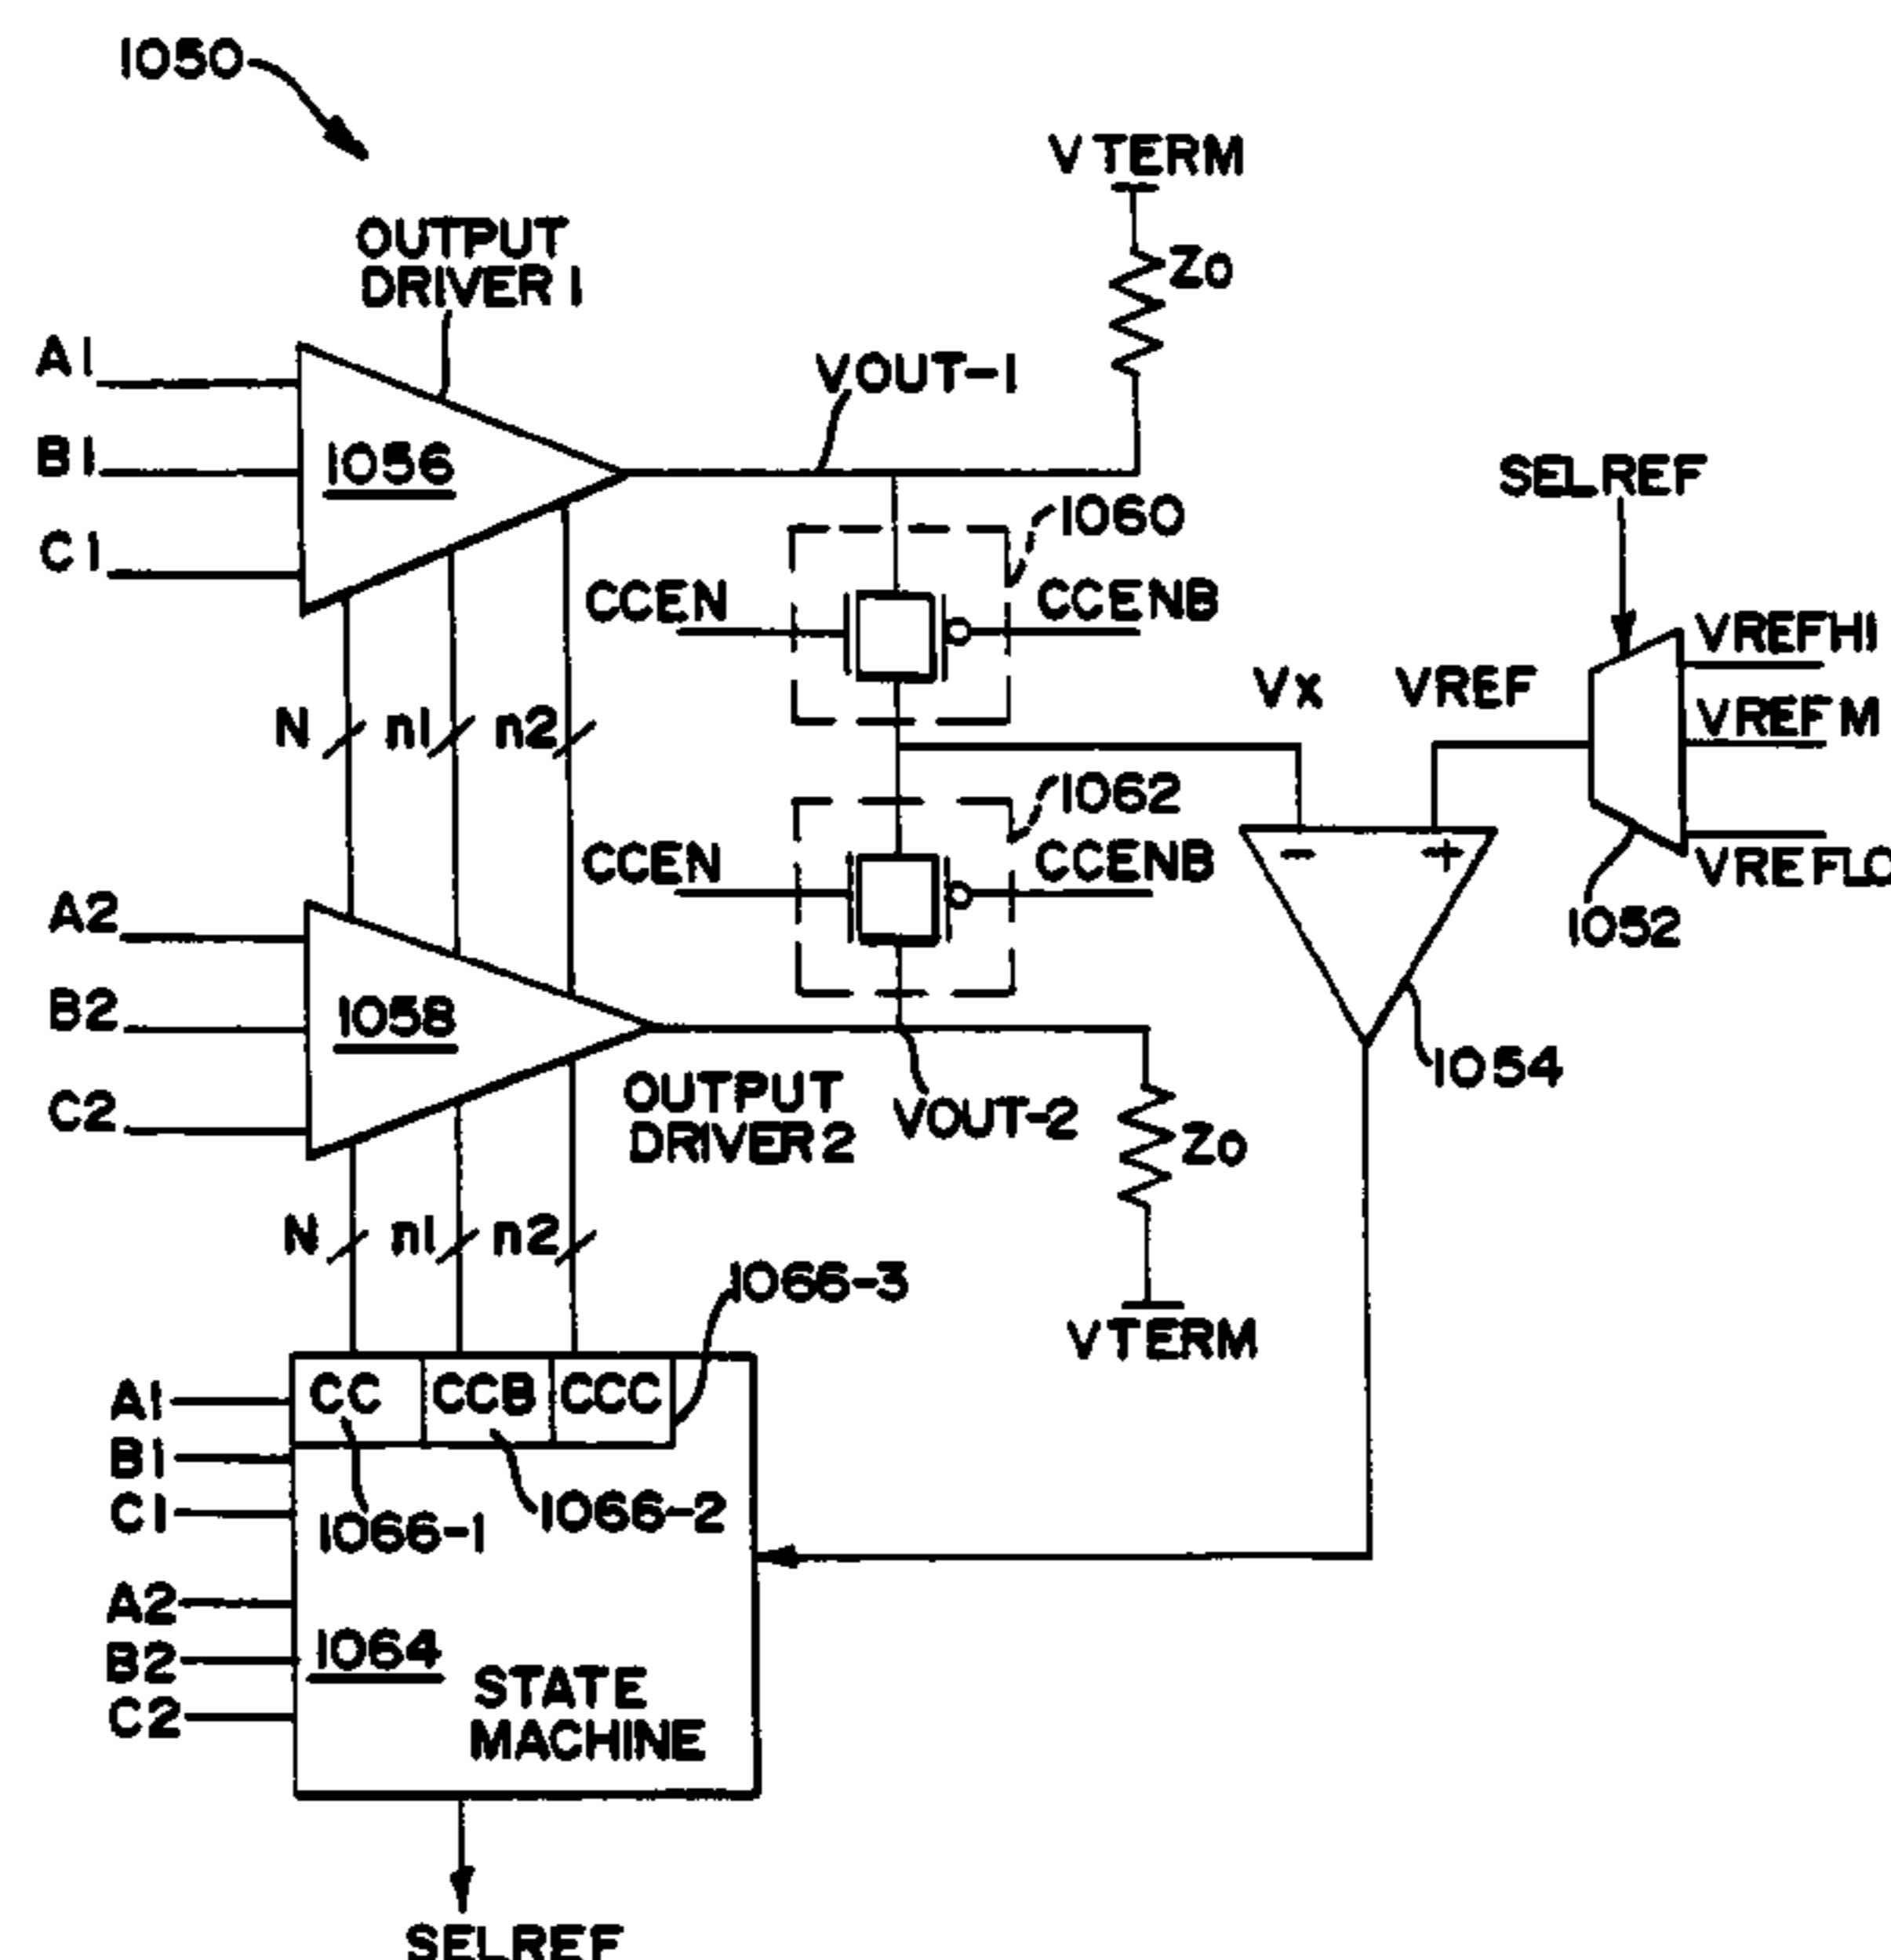 1050
V TERM
OUTPUT
DRIVER 1
Zo
A1
VOUT-1
B1
1056
SELREF
1060
C1
CCEN
CCENB
VREFHI
Vx
VREF
VREFM
N
n1
n2
1062
CCEN
CCENB
VREFLO
A2
1052
B2
1058
1054
C2
OUTPUT
DRIVER 2
VOUT-2
Zo
N
n1
n2
1066-3
V TERM
A1
CC
CCB
CCC
B1
C1
1066-1
1066-2
A2
B2
1064
C2
STATE
MACHINE
SELREF
- +